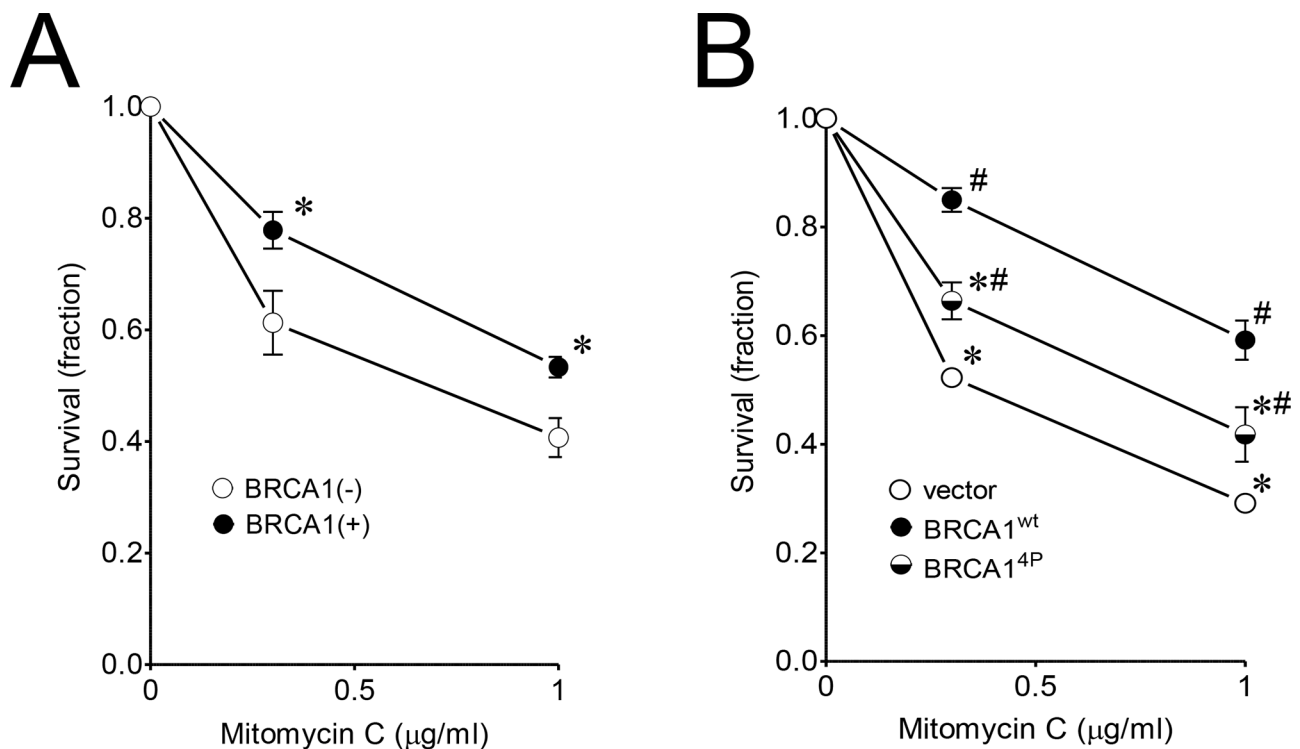 A
1.0
0.8
0.6
0.4
0.2
0.0
Survival (fraction)
*
*
BRCA1(-)
BRCA1(+)
0
0.5
1
Mitomycin C (μg/ml)
B
1.0
0.8
0.6
0.4
0.2
0.0
Survival (fraction)
#
*#
*
#
*#
*
vector
BRCA1wt
BRCA14P
0
0.5
1
Mitomycin C (μg/ml)